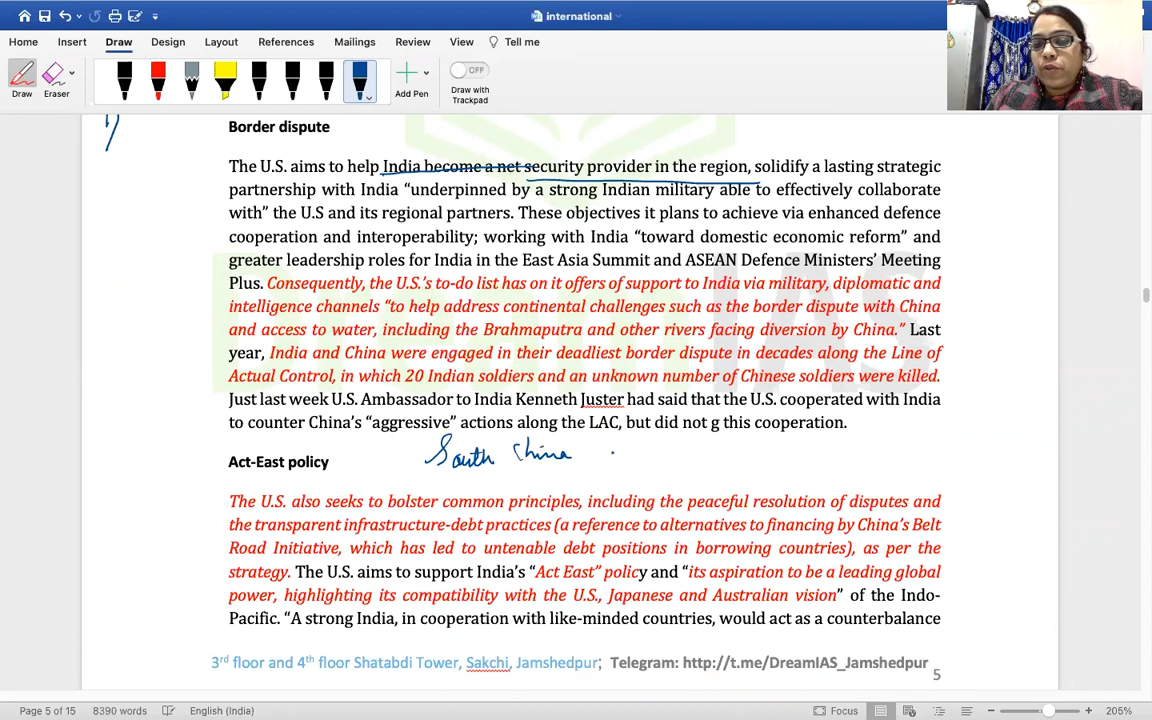 international
Home Insert Draw Design Layout References Mailings Review View Tell me
OFF
Draw Eraser Add Pen Draw with Trackpad
Border dispute
The U.S. aims to help India become a net security provider in the region, solidify a lasting strategic
partnership with India “underpinned by a strong Indian military able to effectively collaborate
with” the U.S and its regional partners. These objectives it plans to achieve via enhanced defence
cooperation and interoperability; working with India “toward domestic economic reform” and
greater leadership roles for India in the East Asia Summit and ASEAN Defence Ministers’ Meeting
Plus. Consequently, the U.S.’s to-do list has on it offers of support to India via military, diplomatic and
intelligence channels “to help address continental challenges such as the border dispute with China
and access to water, including the Brahmaputra and other rivers facing diversion by China.” Last
year, India and China were engaged in their deadliest border dispute in decades along the Line of
Actual Control, in which 20 Indian soldiers and an unknown number of Chinese soldiers were killed.
Just last week U.S. Ambassador to India Kenneth Juster had said that the U.S. cooperated with India
to counter China’s “aggressive” actions along the LAC, but did not g this cooperation.
South China
Act-East policy
The U.S. also seeks to bolster common principles, including the peaceful resolution of disputes and
the transparent infrastructure-debt practices (a reference to alternatives to financing by China’s Belt
Road Initiative, which has led to untenable debt positions in borrowing countries), as per the
strategy. The U.S. aims to support India’s “Act East” policy and “its aspiration to be a leading global
power, highlighting its compatibility with the U.S., Japanese and Australian vision” of the Indo-
Pacific. “A strong India, in cooperation with like-minded countries, would act as a counterbalance
3rd floor and 4th floor Shatabdi Tower, Sakchi, Jamshedpur; Telegram: http://t.me/DreamIAS_Jamshedpur
5
Page 5 of 15 8390 words English (India) Focus 205%